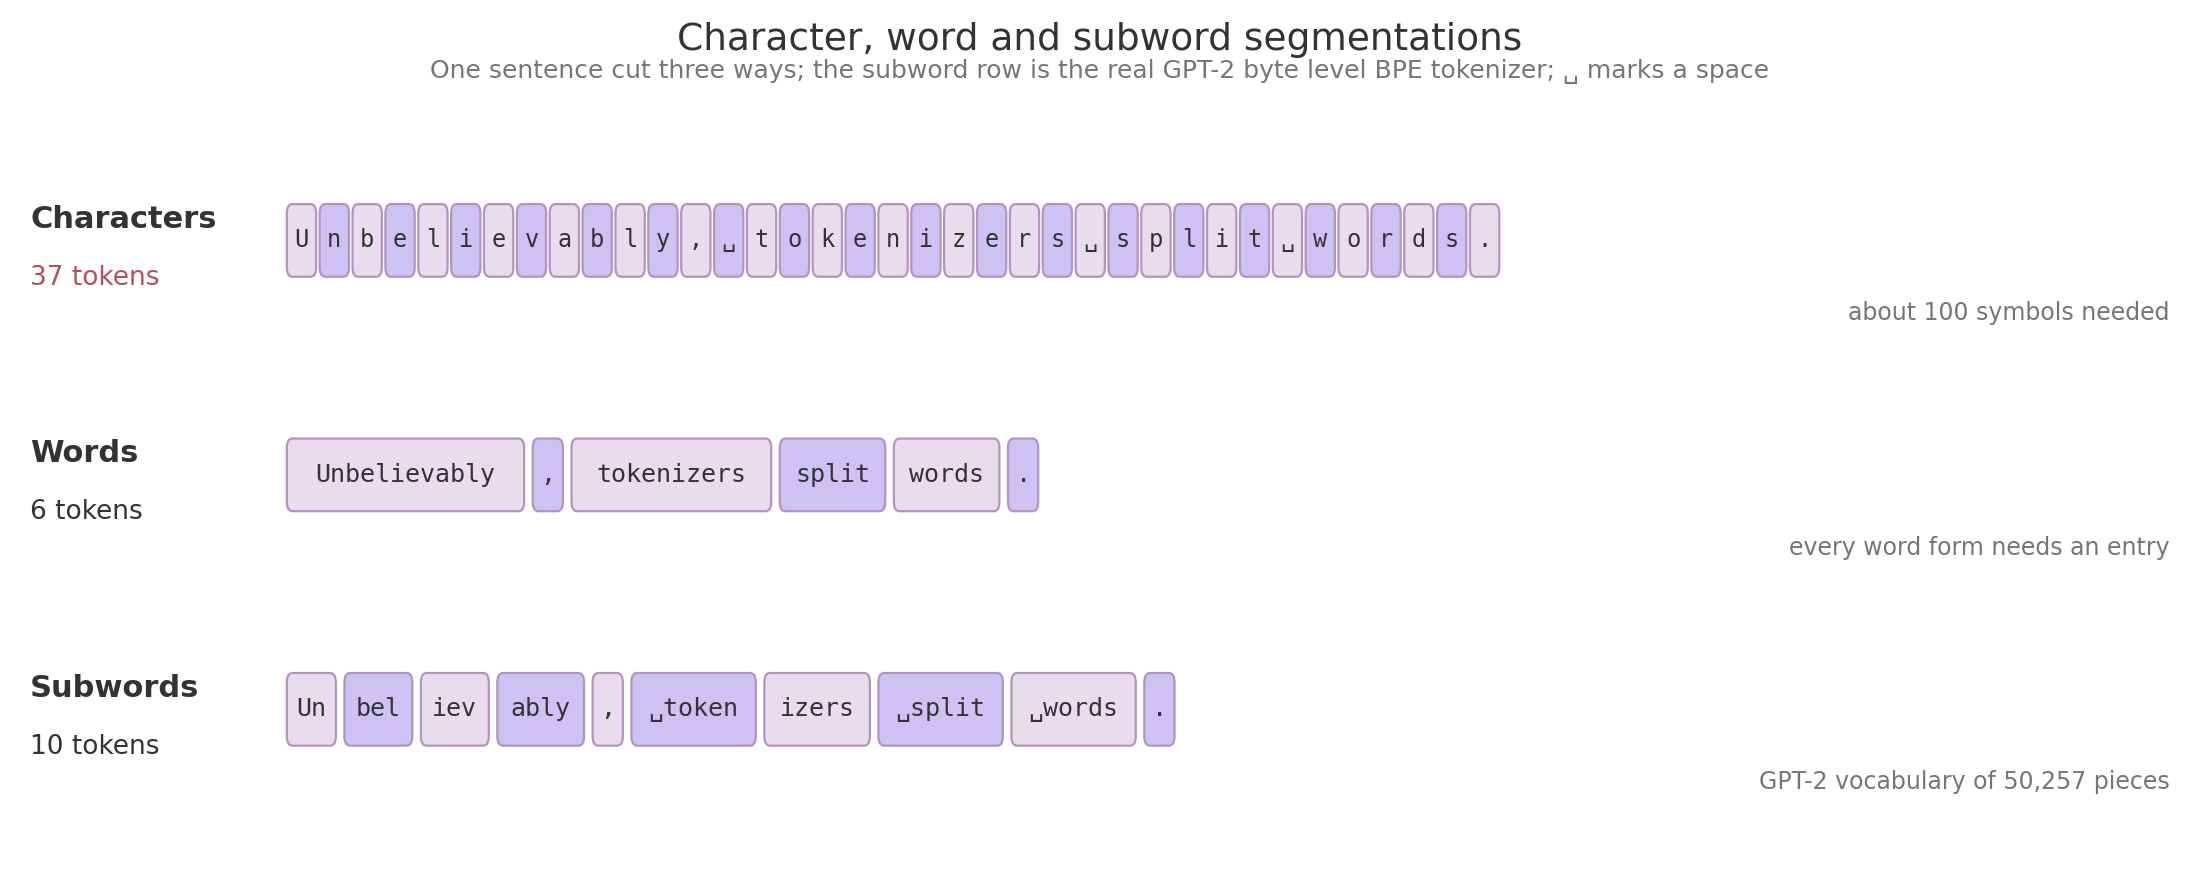 Character, word and subword segmentations
One sentence cut three ways; the subword row is the real GPT-2 byte level BPE tokenizer; ␣ marks a space
Characters
U n b e l i e v a b l y , ␣ t o k e n i z e r s ␣ s p l i t ␣ w o r d s .
37 tokens
about 100 symbols needed
Words
Unbelievably , tokenizers split words .
6 tokens
every word form needs an entry
Subwords
Un bel iev ably , ␣token izers ␣split ␣words .
10 tokens
GPT-2 vocabulary of 50,257 pieces